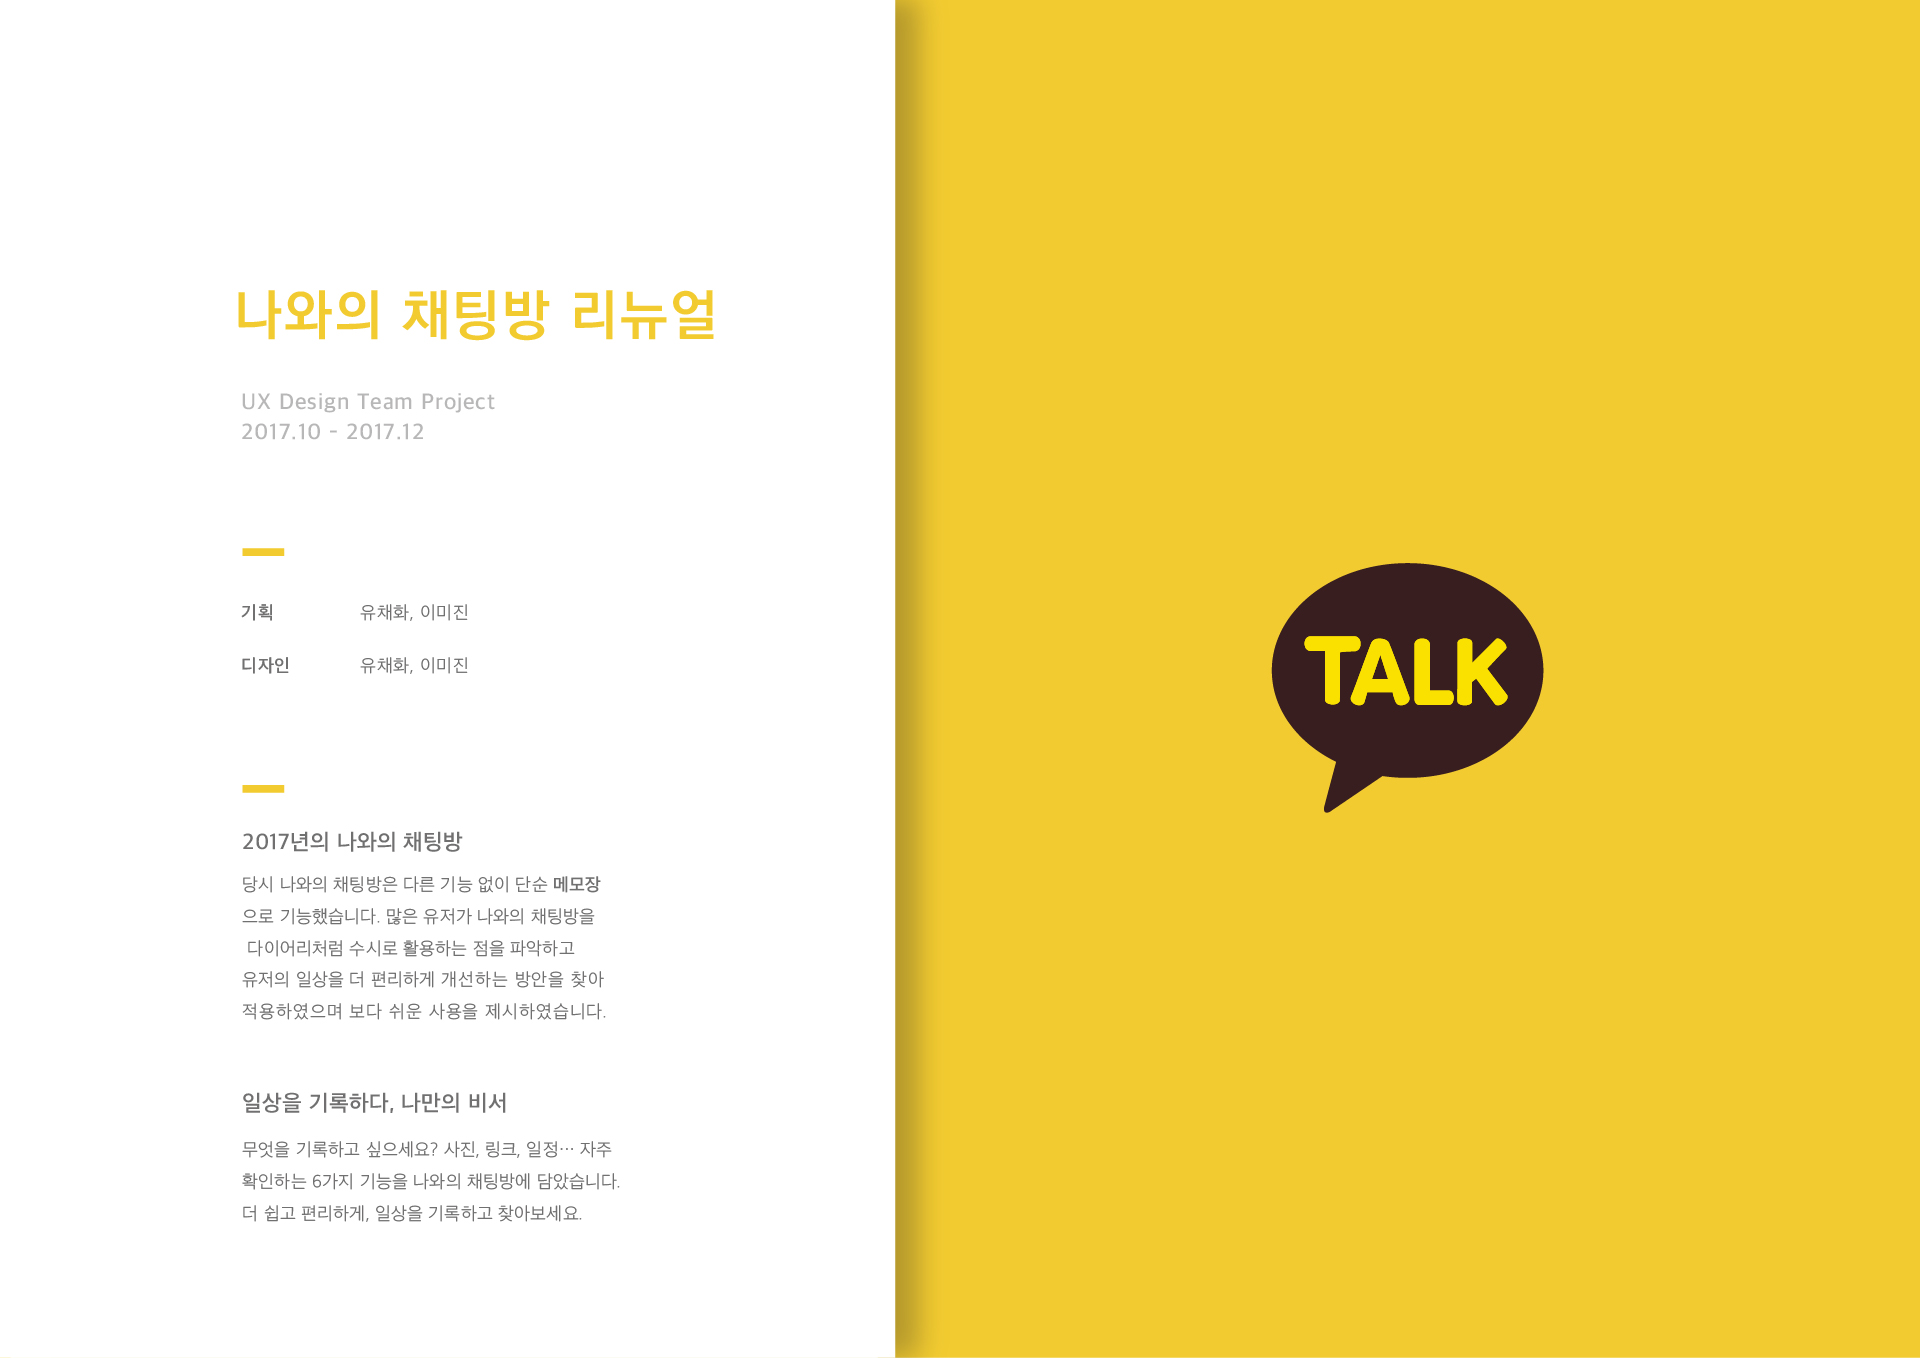 나와의 채팅방 리뉴얼
UX Design Team Project
2017.10 - 2017.12
기획 유채화, 이미진
디자인 유채화, 이미진
2017년의 나와의 채팅방
당시 나와의 채팅방은 다른 기능 없이 단순 메모장
으로 기능했습니다. 많은 유저가 나와의 채팅방을
다이어리처럼 수시로 활용하는 점을 파악하고
유저의 일상을 더 편리하게 개선하는 방안을 찾아
적용하였으며 보다 쉬운 사용을 제시하였습니다.
일상을 기록하다, 나만의 비서
무엇을 기록하고 싶으세요? 사진, 링크, 일정… 자주
확인하는 6가지 기능을 나와의 채팅방에 담았습니다.
더 쉽고 편리하게, 일상을 기록하고 찾아보세요.
TALK